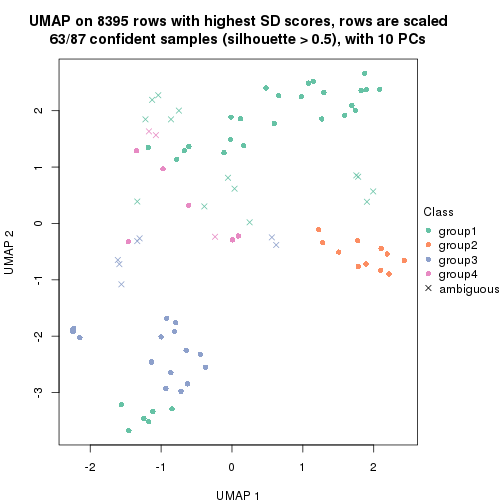 UMAP on 8395 rows with highest SD scores, rows are scaled
63/87 confident samples (silhouette > 0.5), with 10 PCs
2
1
0
-1
-2
-3
UMAP 2
-2
-1
0
1
2
UMAP 1
Class
group1
group2
group3
group4
ambiguous